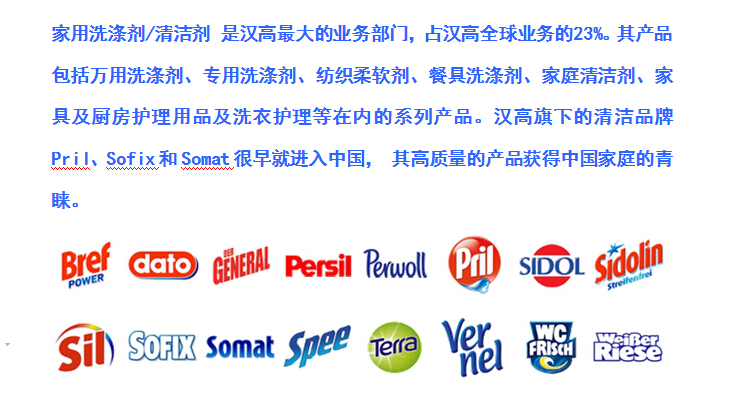 家用洗涤剂/清洁剂 是汉高最大的业务部门，占汉高全球业务的23%。其产品
包括万用洗涤剂、专用洗涤剂、纺织柔软剂、餐具洗涤剂、家庭清洁剂、家
具及厨房护理用品及洗衣护理等在内的系列产品。汉高旗下的清洁品牌
Pril、Sofix和Somat很早就进入中国， 其高质量的产品获得中国家庭的青
睐。
Bref POWER dato DER GENERAL Persil Perwoll Pril SIDOL Sidolin Streifenfrei
Sil SOFIX Somat Spee Terra Vernel WC FRISCH Weißer Riese